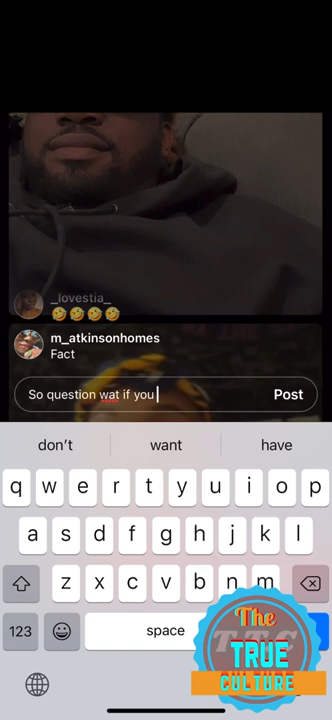 _lovestia_
🤣🤣🤣🤣
m_atkinsonhomes
Fact
So question wat if you
Post
don't want have
q w e r t y u i o p
a s d f g h j k l
z x c v b n m
123 space
The
TRUE
CULTURE